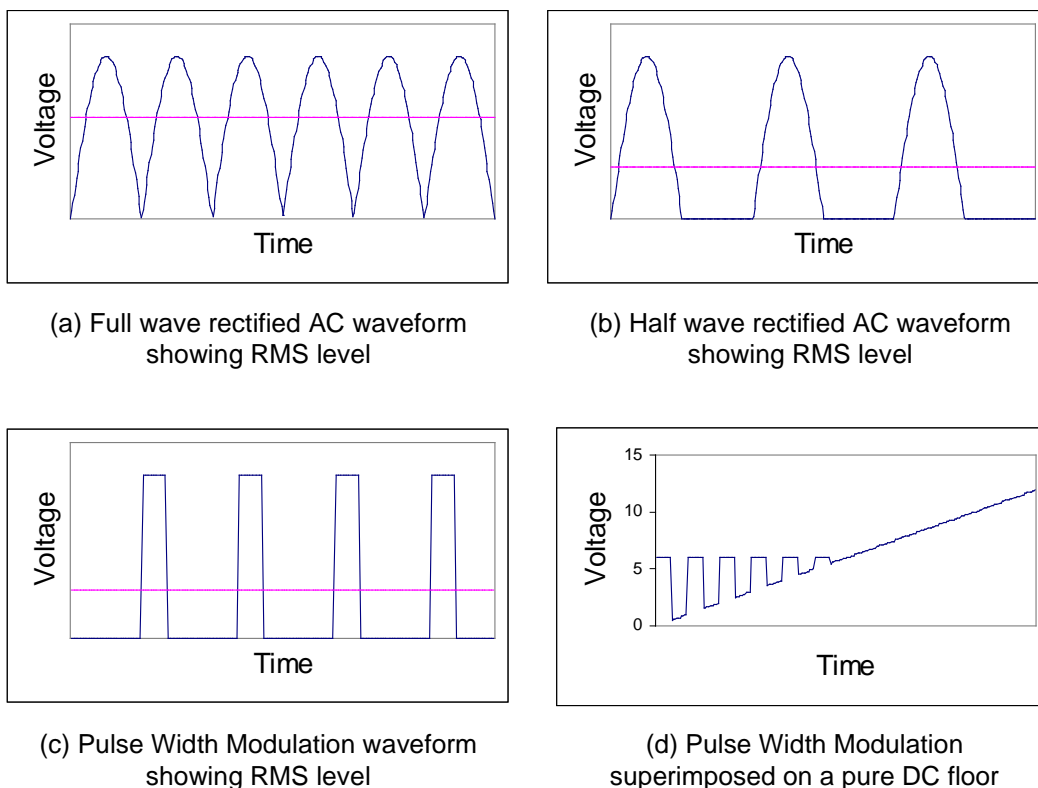 Voltage
Time
(a) Full wave rectified AC waveform
showing RMS level
Voltage
Time
(b) Half wave rectified AC waveform
showing RMS level
Voltage
Time
(c) Pulse Width Modulation waveform
showing RMS level
15
10
5
0
Voltage
Time
(d) Pulse Width Modulation
superimposed on a pure DC floor